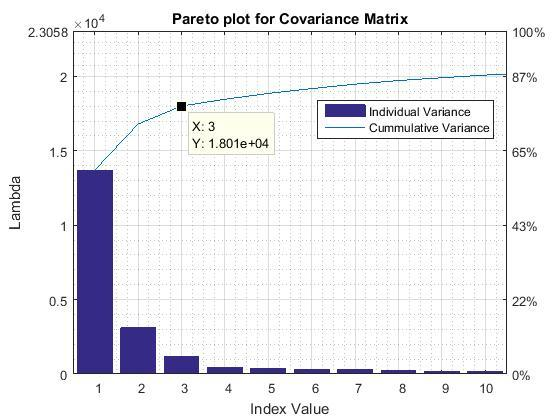 Pareto plot for Covariance Matrix
×10⁴
2.3058
2
1.5
1
0.5
0
Lambda
100%
87%
65%
43%
22%
0%
Individual Variance
Cummulative Variance
X: 3
Y: 1.801e+04
1 2 3 4 5 6 7 8 9 10
Index Value